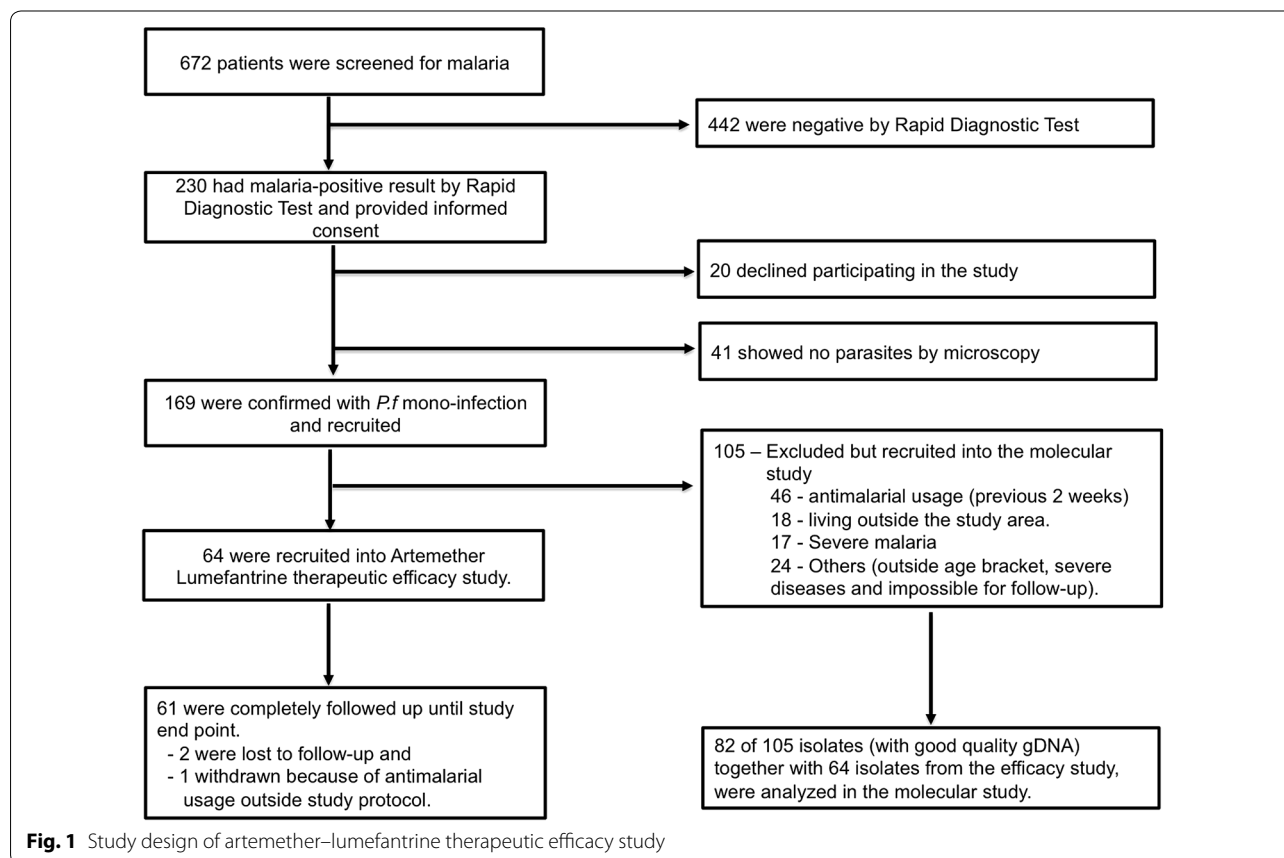 672 patients were screened for malaria
442 were negative by Rapid Diagnostic Test
230 had malaria-positive result by Rapid
Diagnostic Test and provided informed
consent
20 declined participating in the study
41 showed no parasites by microscopy
169 were confirmed with P.f mono-infection
and recruited
105 – Excluded but recruited into the molecular
study
46 - antimalarial usage (previous 2 weeks)
18 - living outside the study area.
17 - Severe malaria
24 - Others (outside age bracket, severe
diseases and impossible for follow-up).
64 were recruited into Artemether
Lumefantrine therapeutic efficacy study.
61 were completely followed up until study
end point.
- 2 were lost to follow-up and
- 1 withdrawn because of antimalarial
usage outside study protocol.
82 of 105 isolates (with good quality gDNA)
together with 64 isolates from the efficacy study,
were analyzed in the molecular study.
Fig. 1 Study design of artemether–lumefantrine therapeutic efficacy study